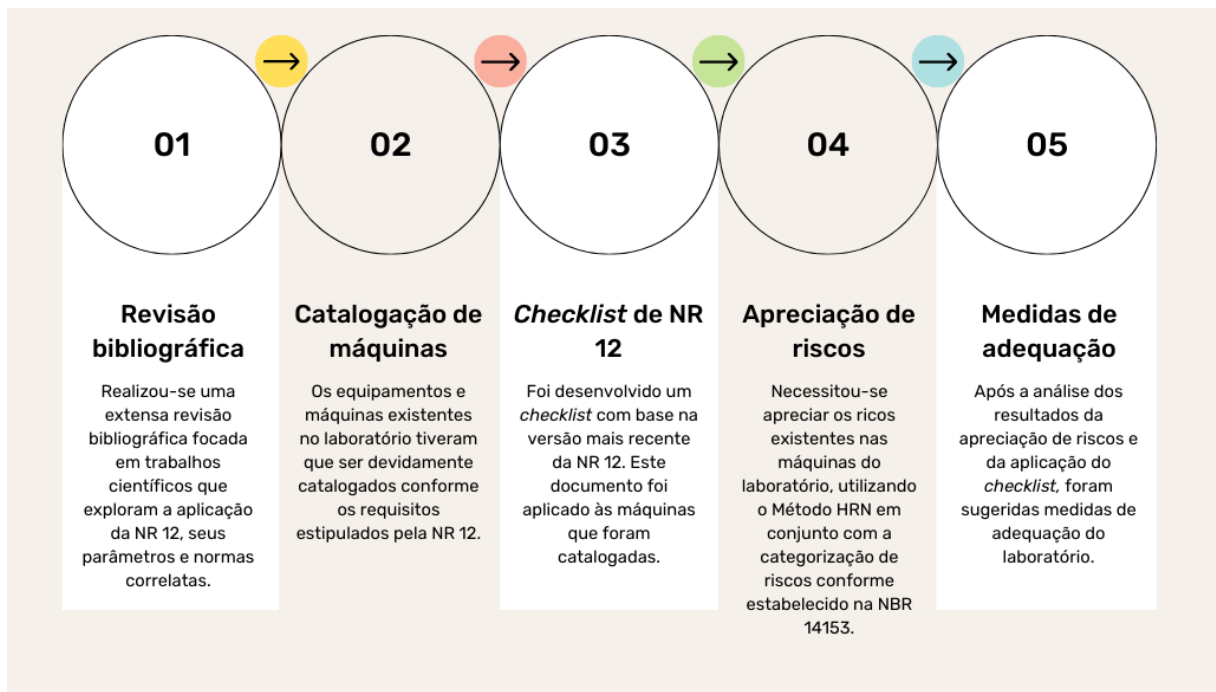 01
02
03
04
05
Revisão
bibliográfica
Realizou-se uma
extensa revisão
bibliográfica focada
em trabalhos
científicos que
exploram a aplicação
da NR 12, seus
parâmetros e normas
correlatas.
Catalogação de
máquinas
Os equipamentos e
máquinas existentes
no laboratório tiveram
que ser devidamente
catalogados conforme
os requisitos
estipulados pela NR 12.
Checklist de NR
12
Foi desenvolvido um
checklist com base na
versão mais recente
da NR 12. Este
documento foi
aplicado às máquinas
que foram
catalogadas.
Apreciação de
riscos
Necessitou-se
apreciar os ricos
existentes nas
máquinas do
laboratório, utilizando
o Método HRN em
conjunto com a
categorização de
riscos conforme
estabelecido na NBR
14153.
Medidas de
adequação
Após a análise dos
resultados da
apreciação de riscos e
da aplicação do
checklist, foram
sugeridas medidas de
adequação do
laboratório.